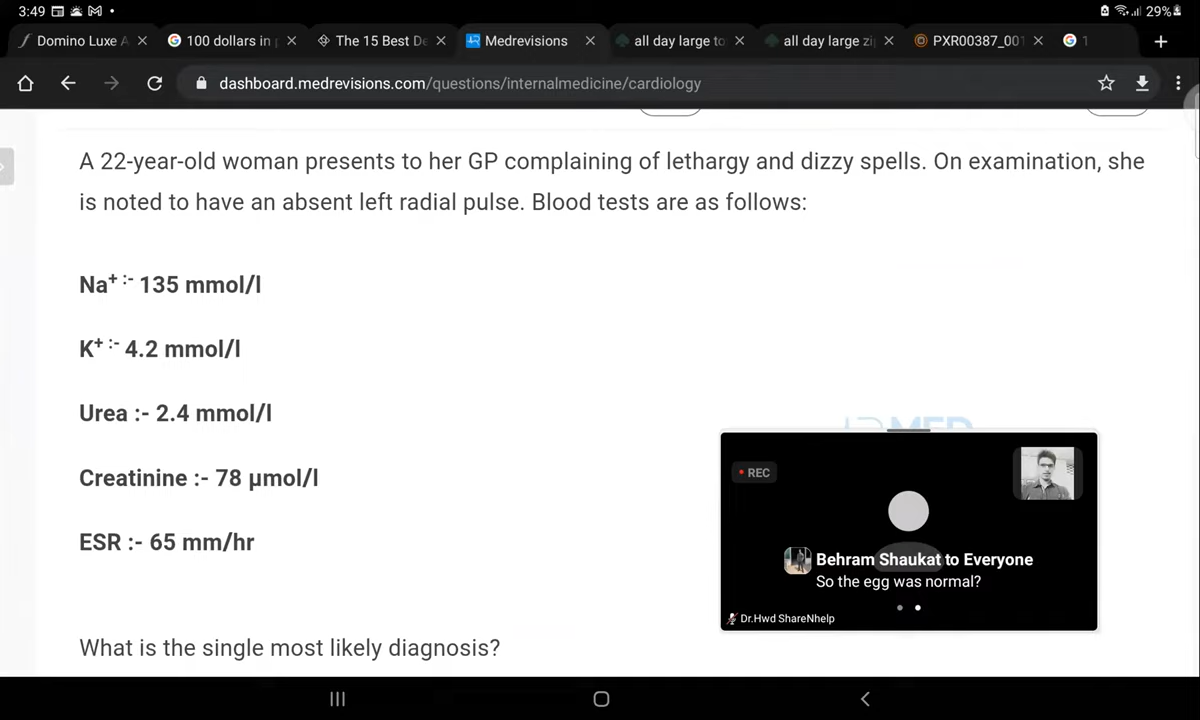 3:49
29%
Domino Luxe A
100 dollars in
The 15 Best De
Medrevisions
all day large to
all day large zi
PXR00387_001
1
dashboard.medrevisions.com/questions/internalmedicine/cardiology
A 22-year-old woman presents to her GP complaining of lethargy and dizzy spells. On examination, she
is noted to have an absent left radial pulse. Blood tests are as follows:
Na⁺ :- 135 mmol/l
K⁺ :- 4.2 mmol/l
Urea :- 2.4 mmol/l
MED
Creatinine :- 78 µmol/l
REC
ESR :- 65 mm/hr
Behram Shaukat to Everyone
So the egg was normal?
Dr.Hwd ShareNhelp
What is the single most likely diagnosis?